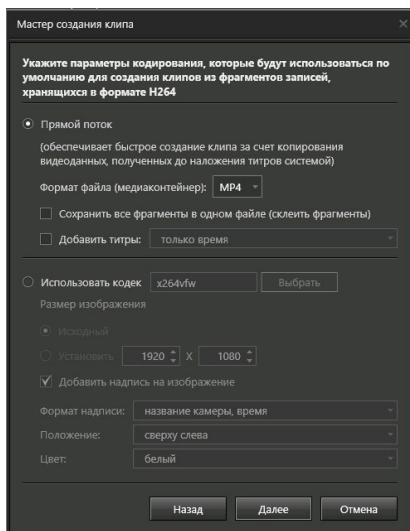 Мастер создания клипа
Укажите параметры кодирования, которые будут использоваться по
умолчанию для создания клипов из фрагментов записей,
хранящихся в формате H264
Прямой поток
(обеспечивает быстрое создание клипа за счет копирования
видеоданных, полученных до наложения титров системой)
Формат файла (медиаконтейнер): MP4
Сохранить все фрагменты в одном файле (склеить фрагменты)
Добавить титры: только время
Использовать кодек x264vfw Выбрать
Размер изображения
Исходный
Установить 1920 X 1080
Добавить надпись на изображение
Формат надписи: название камеры, время
Положение: сверху слева
Цвет: белый
Назад Далее Отмена